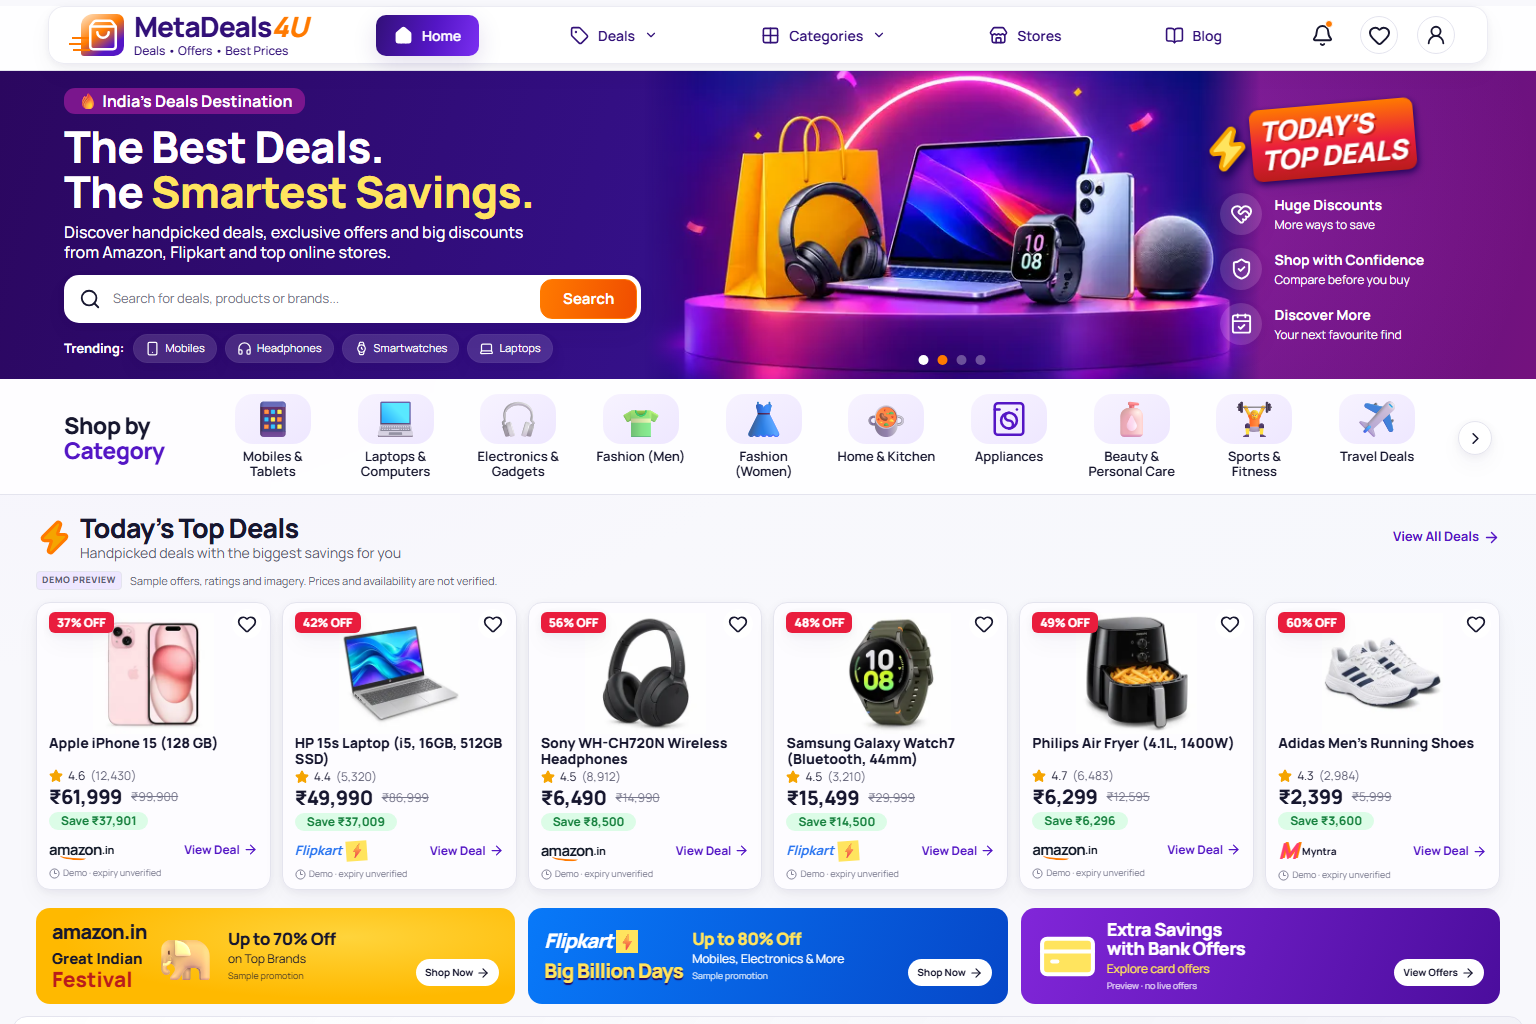 MetaDeals4U
Deals • Offers • Best Prices
Home
Deals
Categories
Stores
Blog
India's Deals Destination
The Best Deals.
The Smartest Savings.
Discover handpicked deals, exclusive offers and big discounts
from Amazon, Flipkart and top online stores.
Search for deals, products or brands...
Search
Trending:
Mobiles
Headphones
Smartwatches
Laptops
10
08
TODAY'S
TOP DEALS
Huge Discounts
More ways to save
Shop with Confidence
Compare before you buy
Discover More
Your next favourite find
Shop by
Category
Mobiles &
Tablets
Laptops &
Computers
Electronics &
Gadgets
Fashion (Men)
Fashion
(Women)
Home & Kitchen
Appliances
Beauty &
Personal Care
Sports &
Fitness
Travel Deals
Today's Top Deals
Handpicked deals with the biggest savings for you
View All Deals
DEMO PREVIEW
Sample offers, ratings and imagery. Prices and availability are not verified.
37% OFF
Apple iPhone 15 (128 GB)
4.6 (12,430)
₹61,999 ₹99,900
Save ₹37,901
amazon.in
View Deal
Demo · expiry unverified
42% OFF
HP 15s Laptop (i5, 16GB, 512GB
SSD)
4.4 (5,320)
₹49,990 ₹86,999
Save ₹37,009
Flipkart
View Deal
Demo · expiry unverified
56% OFF
Sony WH-CH720N Wireless
Headphones
4.5 (8,912)
₹6,490 ₹14,990
Save ₹8,500
amazon.in
View Deal
Demo · expiry unverified
48% OFF
10
08
Samsung Galaxy Watch7
(Bluetooth, 44mm)
4.5 (3,210)
₹15,499 ₹29,999
Save ₹14,500
Flipkart
View Deal
Demo · expiry unverified
49% OFF
Philips Air Fryer (4.1L, 1400W)
4.7 (6,483)
₹6,299 ₹12,595
Save ₹6,296
amazon.in
View Deal
Demo · expiry unverified
60% OFF
Adidas Men's Running Shoes
4.3 (2,984)
₹2,399 ₹5,999
Save ₹3,600
Myntra
View Deal
Demo · expiry unverified
amazon.in
Great Indian
Festival
Up to 70% Off
on Top Brands
Sample promotion
Shop Now
Flipkart
Big Billion Days
Up to 80% Off
Mobiles, Electronics & More
Sample promotion
Shop Now
Extra Savings
with Bank Offers
Explore card offers
Preview · no live offers
View Offers